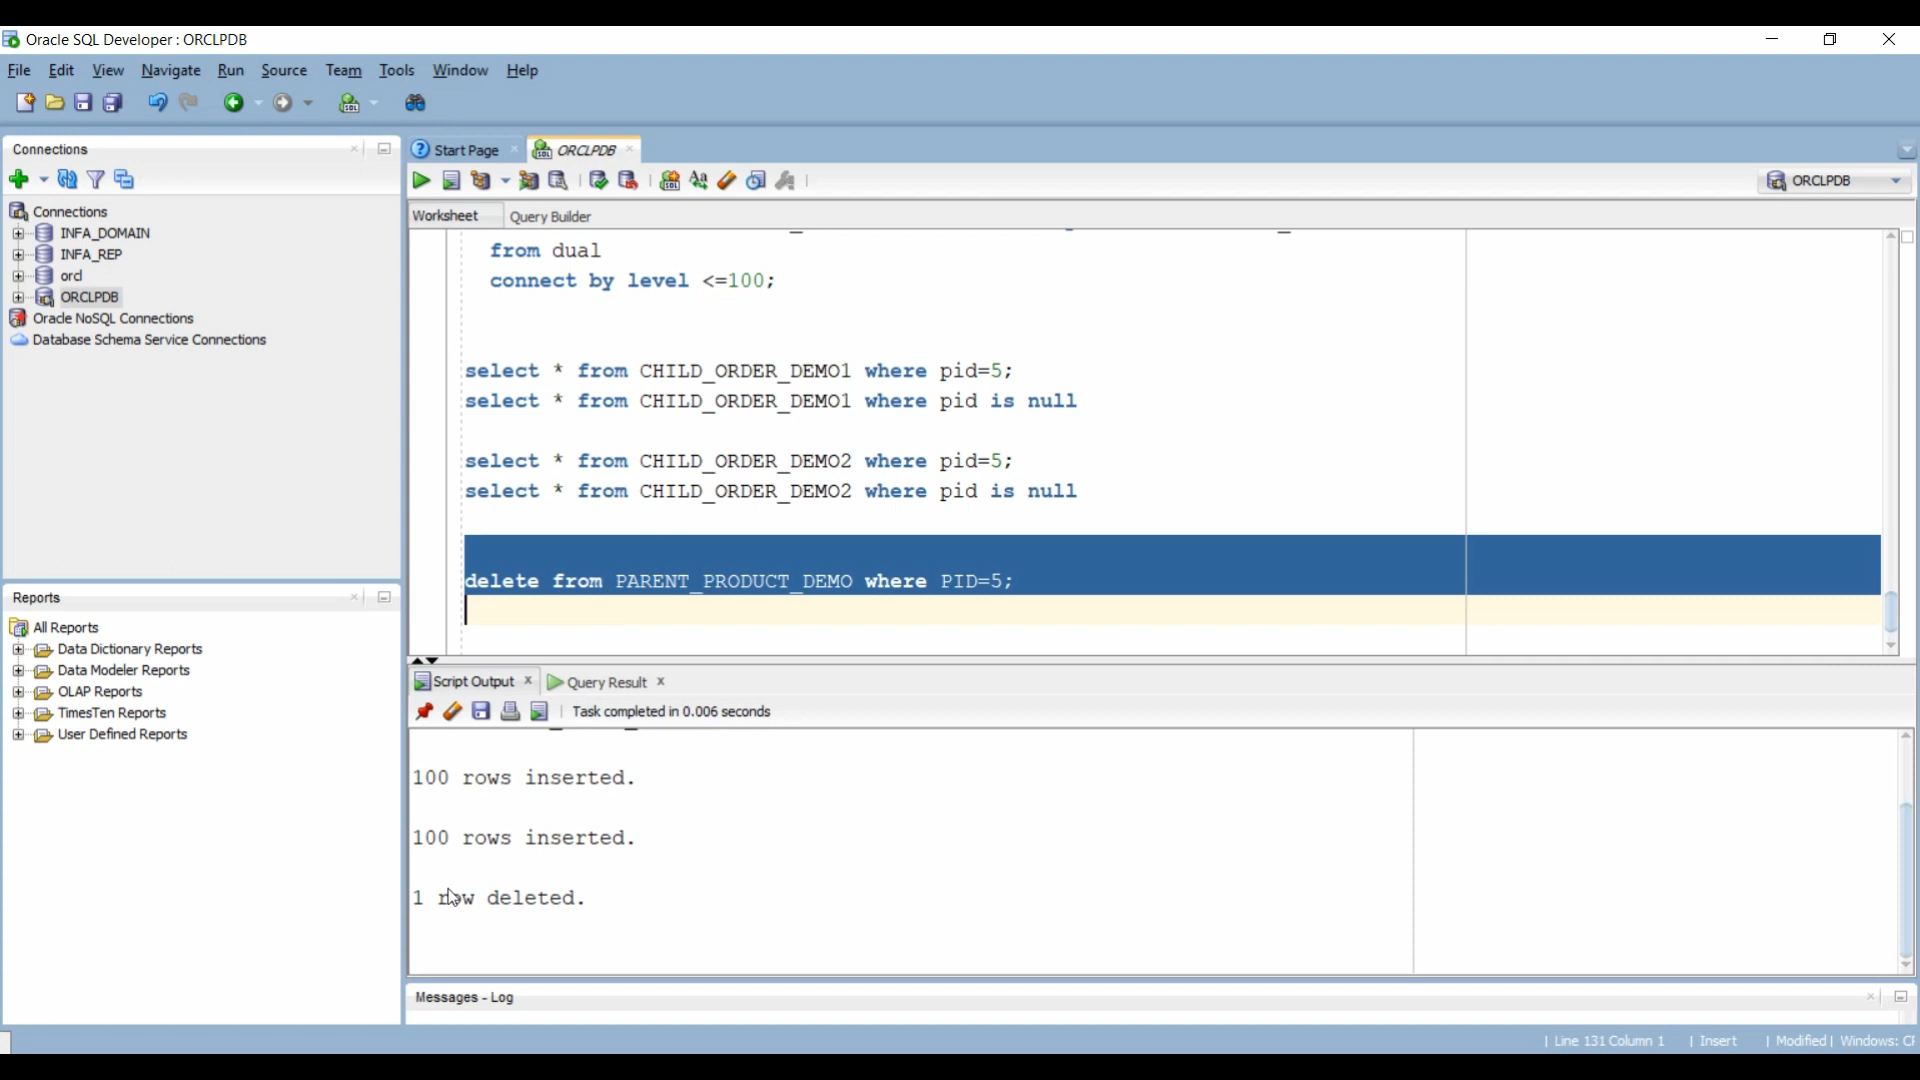 Oracle SQL Developer : ORCLPDB
File Edit View Navigate Run Source Team Tools Window Help
Connections
Connections
INFA_DOMAIN
INFA_REP
orcl
ORCLPDB
Oracle NoSQL Connections
Database Schema Service Connections
Reports
All Reports
Data Dictionary Reports
Data Modeler Reports
OLAP Reports
TimesTen Reports
User Defined Reports
Start Page ORCLPDB
ORCLPDB
Worksheet Query Builder
from dual
connect by level <=100;
select * from CHILD_ORDER_DEMO1 where pid=5;
select * from CHILD_ORDER_DEMO1 where pid is null
select * from CHILD_ORDER_DEMO2 where pid=5;
select * from CHILD_ORDER_DEMO2 where pid is null
delete from PARENT_PRODUCT_DEMO where PID=5;
Script Output Query Result
Task completed in 0.006 seconds
100 rows inserted.
100 rows inserted.
1 row deleted.
Messages - Log
Line 131 Column 1 Insert Modified Windows: